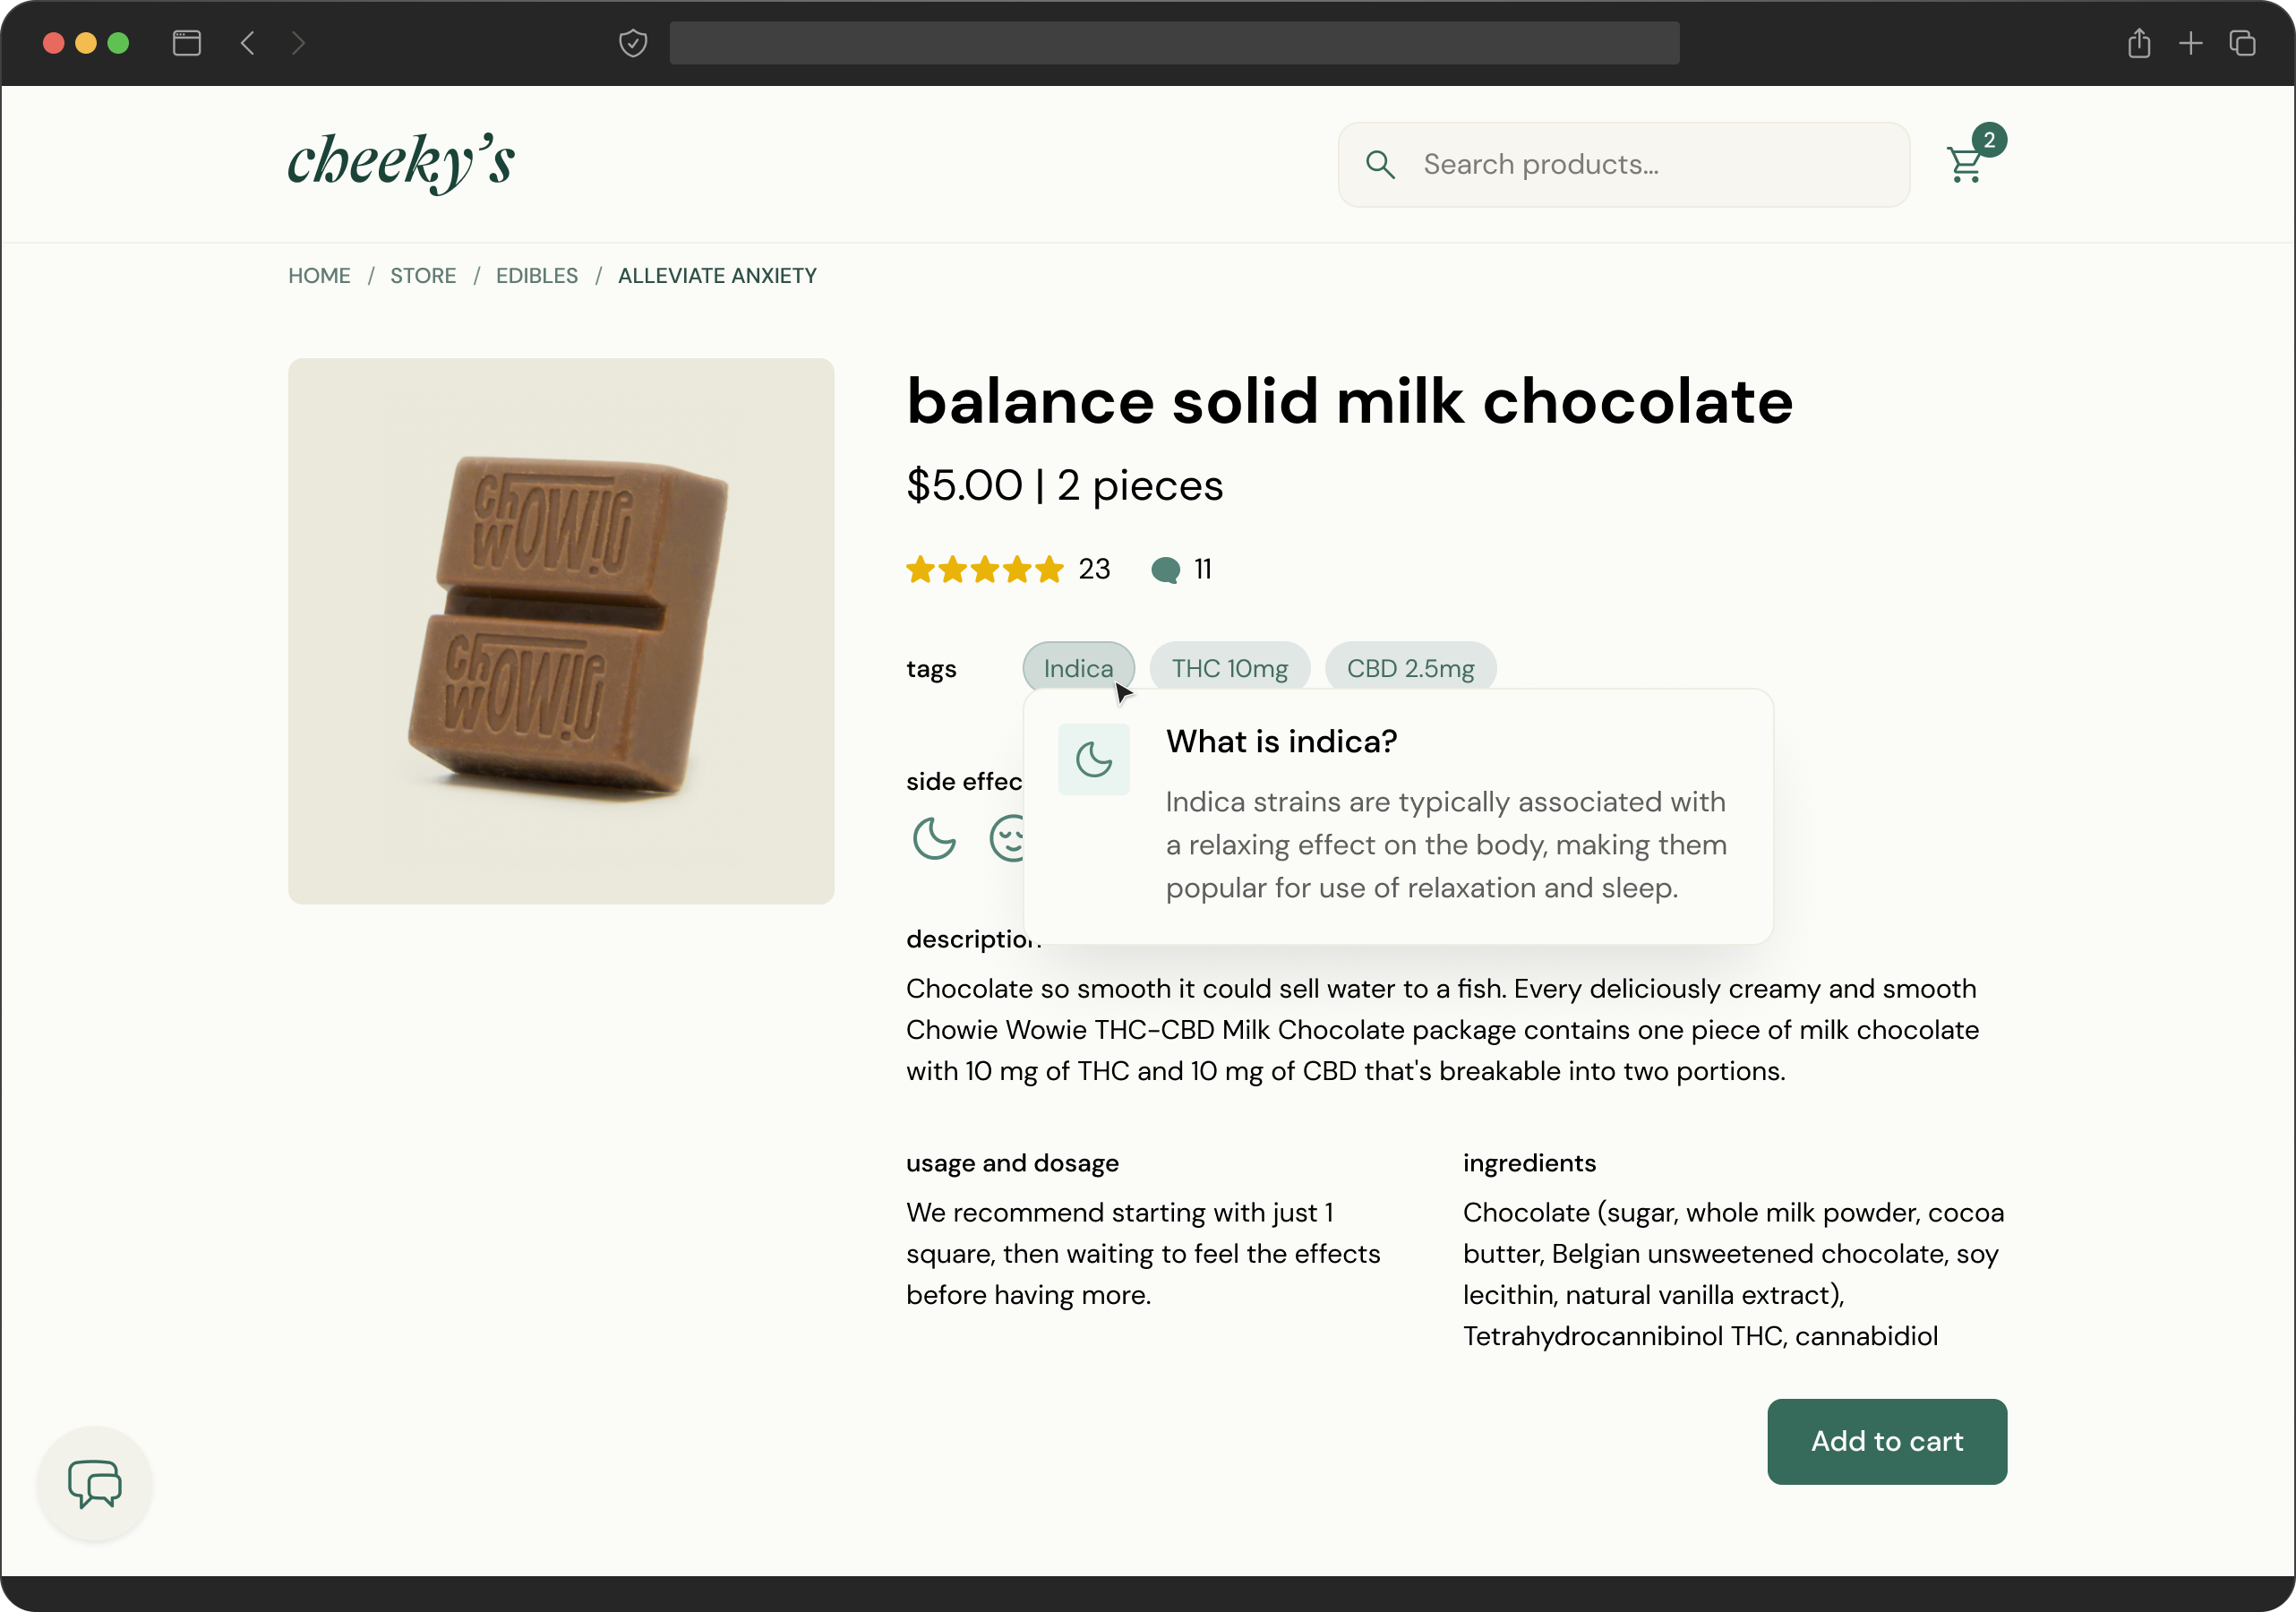 cheeky's
Search products...
2
HOME / STORE / EDIBLES / ALLEVIATE ANXIETY
balance solid milk chocolate
$5.00 | 2 pieces
23 11
chowie
wowie
chowie
wowie
tags Indica THC 10mg CBD 2.5mg
What is indica?
Indica strains are typically associated with
a relaxing effect on the body, making them
popular for use of relaxation and sleep.
side effec
description
Chocolate so smooth it could sell water to a fish. Every deliciously creamy and smooth
Chowie Wowie THC-CBD Milk Chocolate package contains one piece of milk chocolate
with 10 mg of THC and 10 mg of CBD that's breakable into two portions.
usage and dosage
We recommend starting with just 1
square, then waiting to feel the effects
before having more.
ingredients
Chocolate (sugar, whole milk powder, cocoa
butter, Belgian unsweetened chocolate, soy
lecithin, natural vanilla extract),
Tetrahydrocannibinol THC, cannabidiol
Add to cart